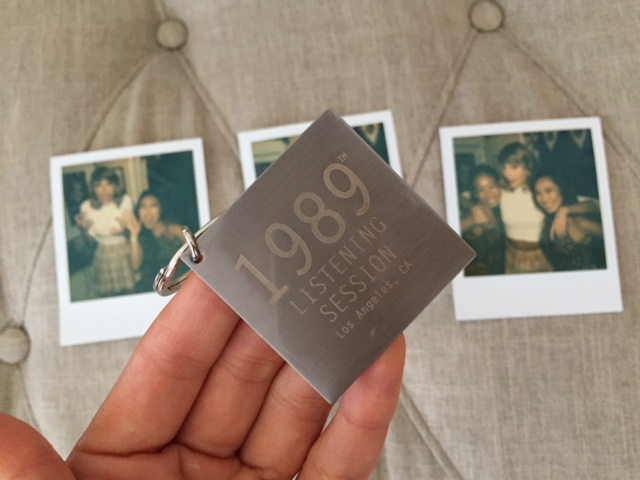 1989™
LISTENING
SESSION
Los Angeles, CA